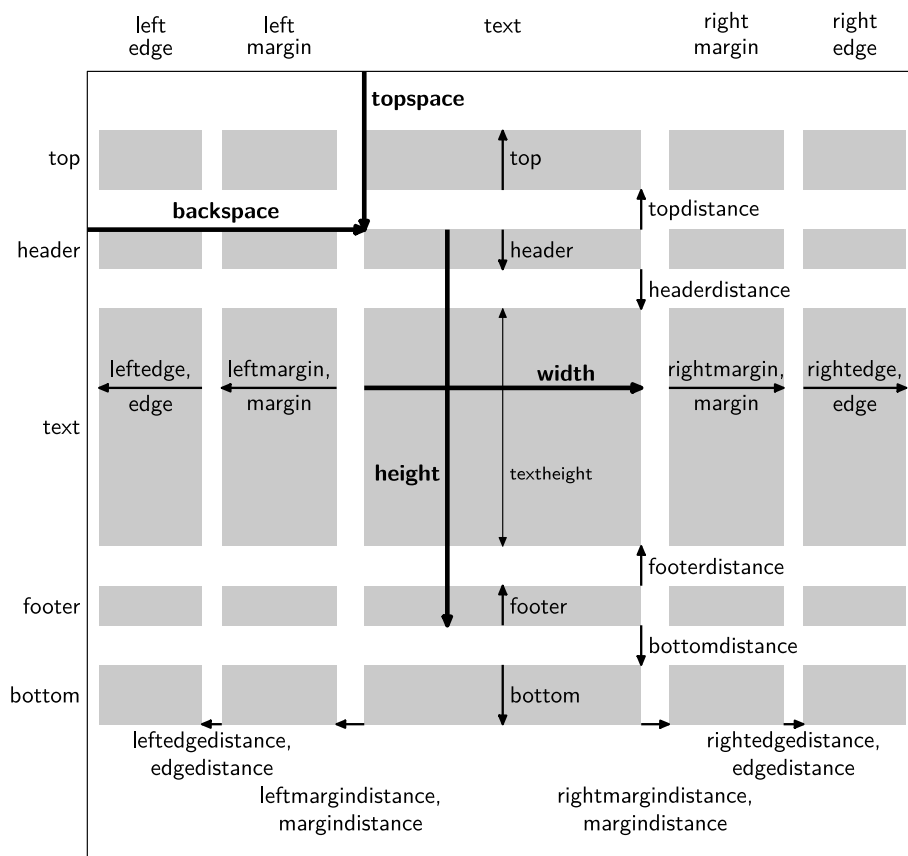 left
edge
left
margin
text
right
margin
right
edge
topspace
top
top
backspace
topdistance
header
header
headerdistance
leftedge,
edge
leftmargin,
margin
width
rightmargin,
margin
rightedge,
edge
text
height
textheight
footerdistance
footer
footer
bottomdistance
bottom
bottom
leftedgedistance,
edgedistance
rightedgedistance,
edgedistance
leftmargindistance,
margindistance
rightmargindistance,
margindistance